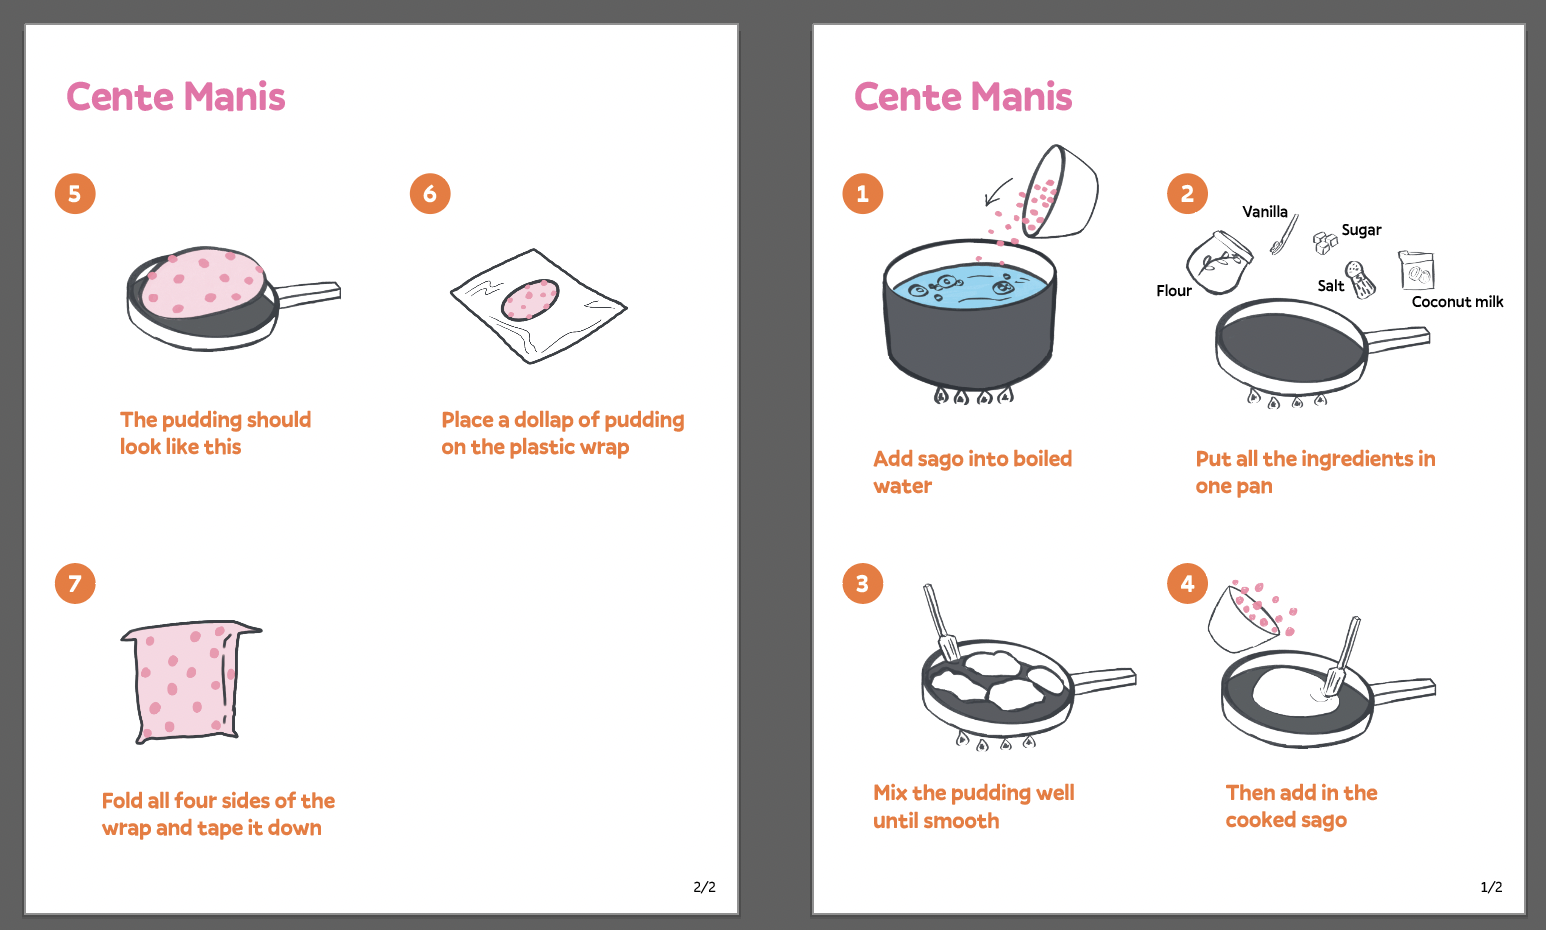 Cente Manis
5
The pudding should
look like this
6
Place a dollap of pudding
on the plastic wrap
7
Fold all four sides of the
wrap and tape it down
2/2
Cente Manis
1
Add sago into boiled
water
2
Vanilla
Sugar
Flour
Salt
Coconut milk
Put all the ingredients in
one pan
3
Mix the pudding well
until smooth
4
Then add in the
cooked sago
1/2